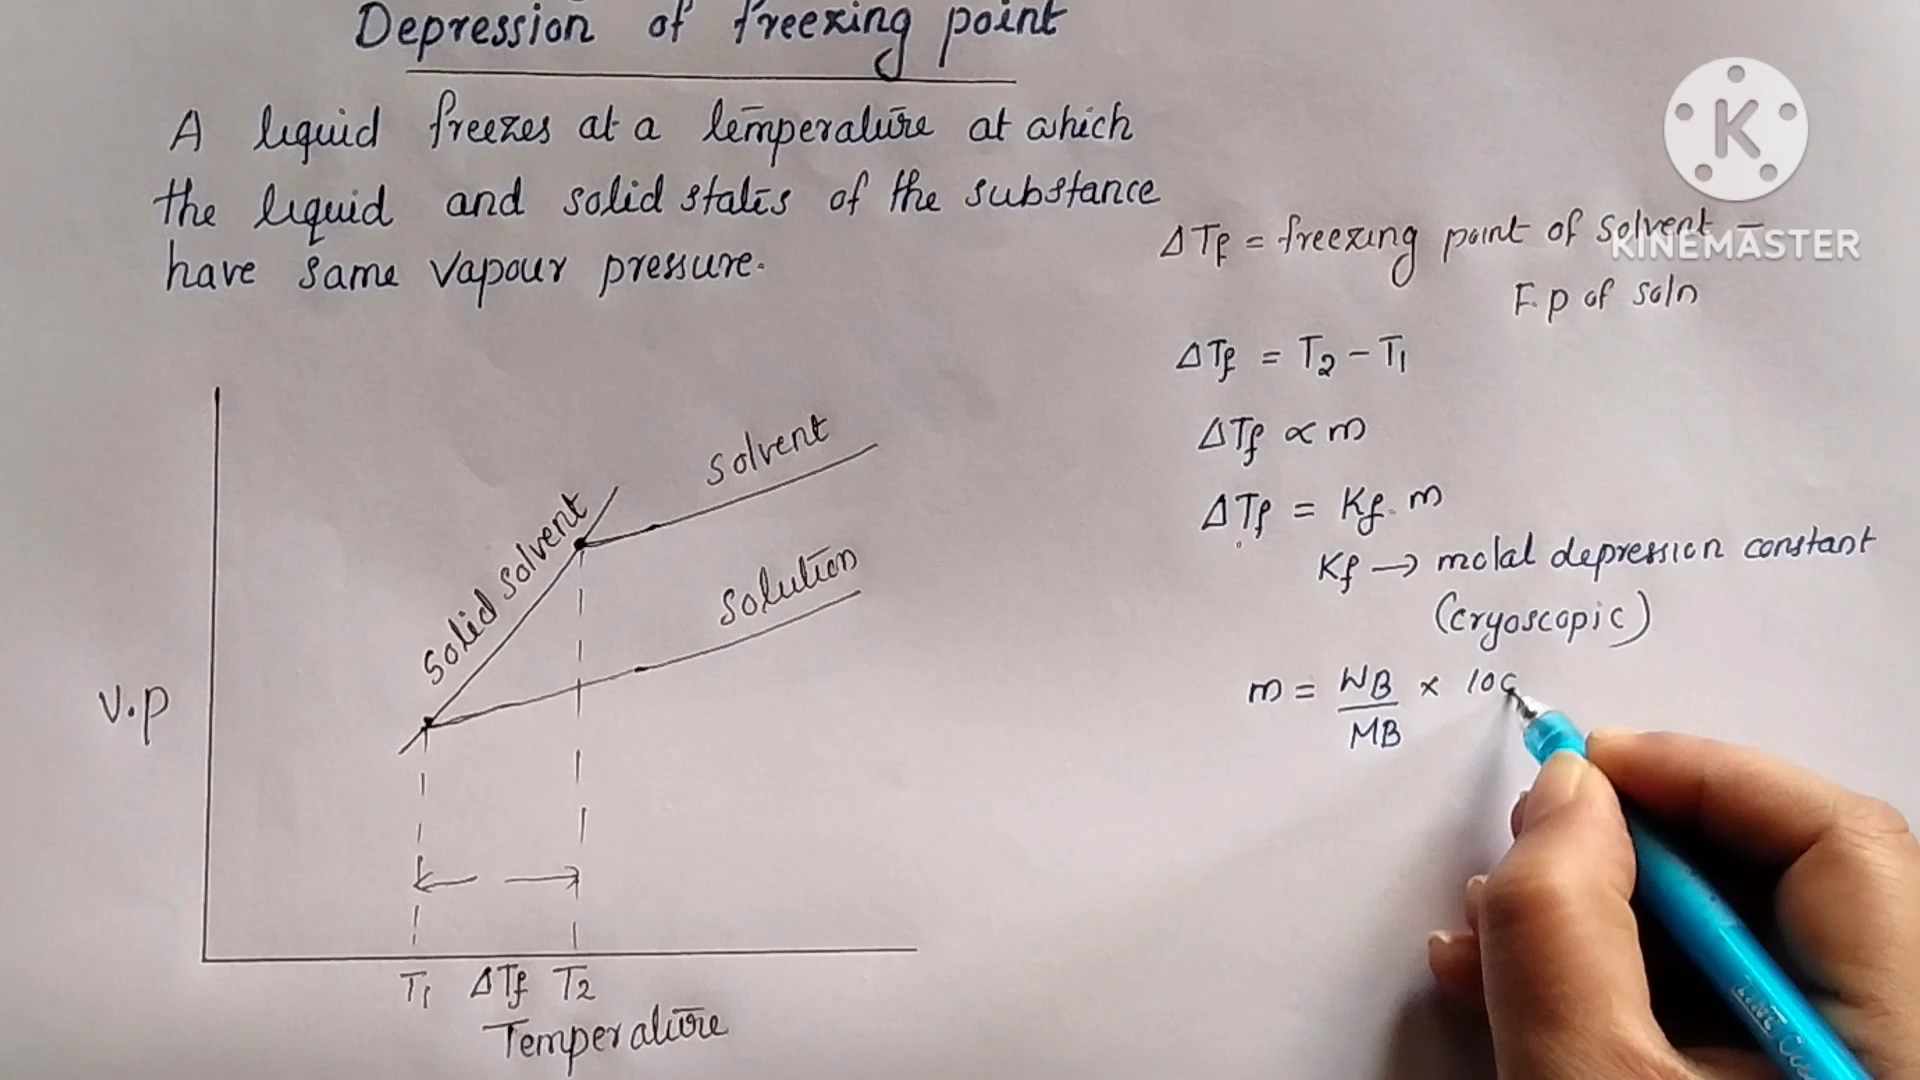 Depression of freezing point
A liquid freezes at a temperature at which
the liquid and solid states of the substance
have same vapour pressure.
K
KINEMASTER
ΔTf = freezing point of solvent –
F.p of soln
ΔTf = T2 – T1
ΔTf ∝ m
ΔTf = Kf. m
Kf → molal depression constant
(cryoscopic)
m = WB/MB × 100
solvent
solid solvent
solution
v.p
T1 ΔTf T2
Temperature